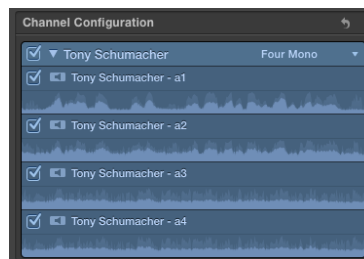 Channel Configuration
Tony Schumacher Four Mono
Tony Schumacher - a1
Tony Schumacher - a2
Tony Schumacher - a3
Tony Schumacher - a4